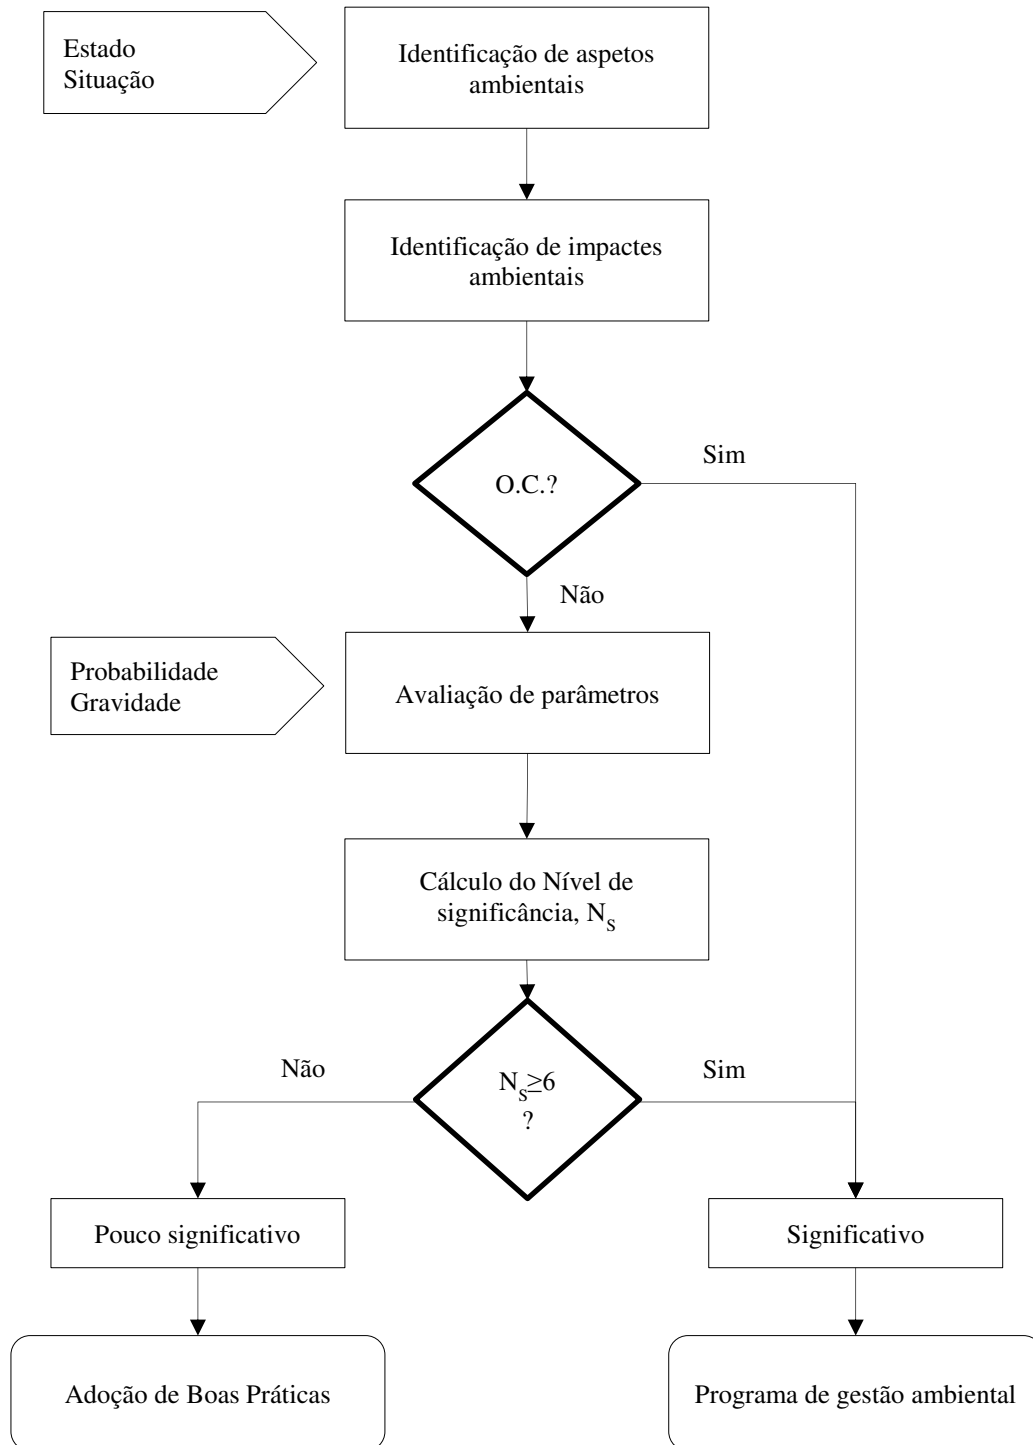 Estado
Situação
Identificação de aspetos
ambientais
Identificação de impactes
ambientais
O.C.?
Sim
Não
Probabilidade
Gravidade
Avaliação de parâmetros
Cálculo do Nível de
significância, NS
Não
NS≥6
?
Sim
Pouco significativo
Significativo
Adoção de Boas Práticas
Programa de gestão ambiental